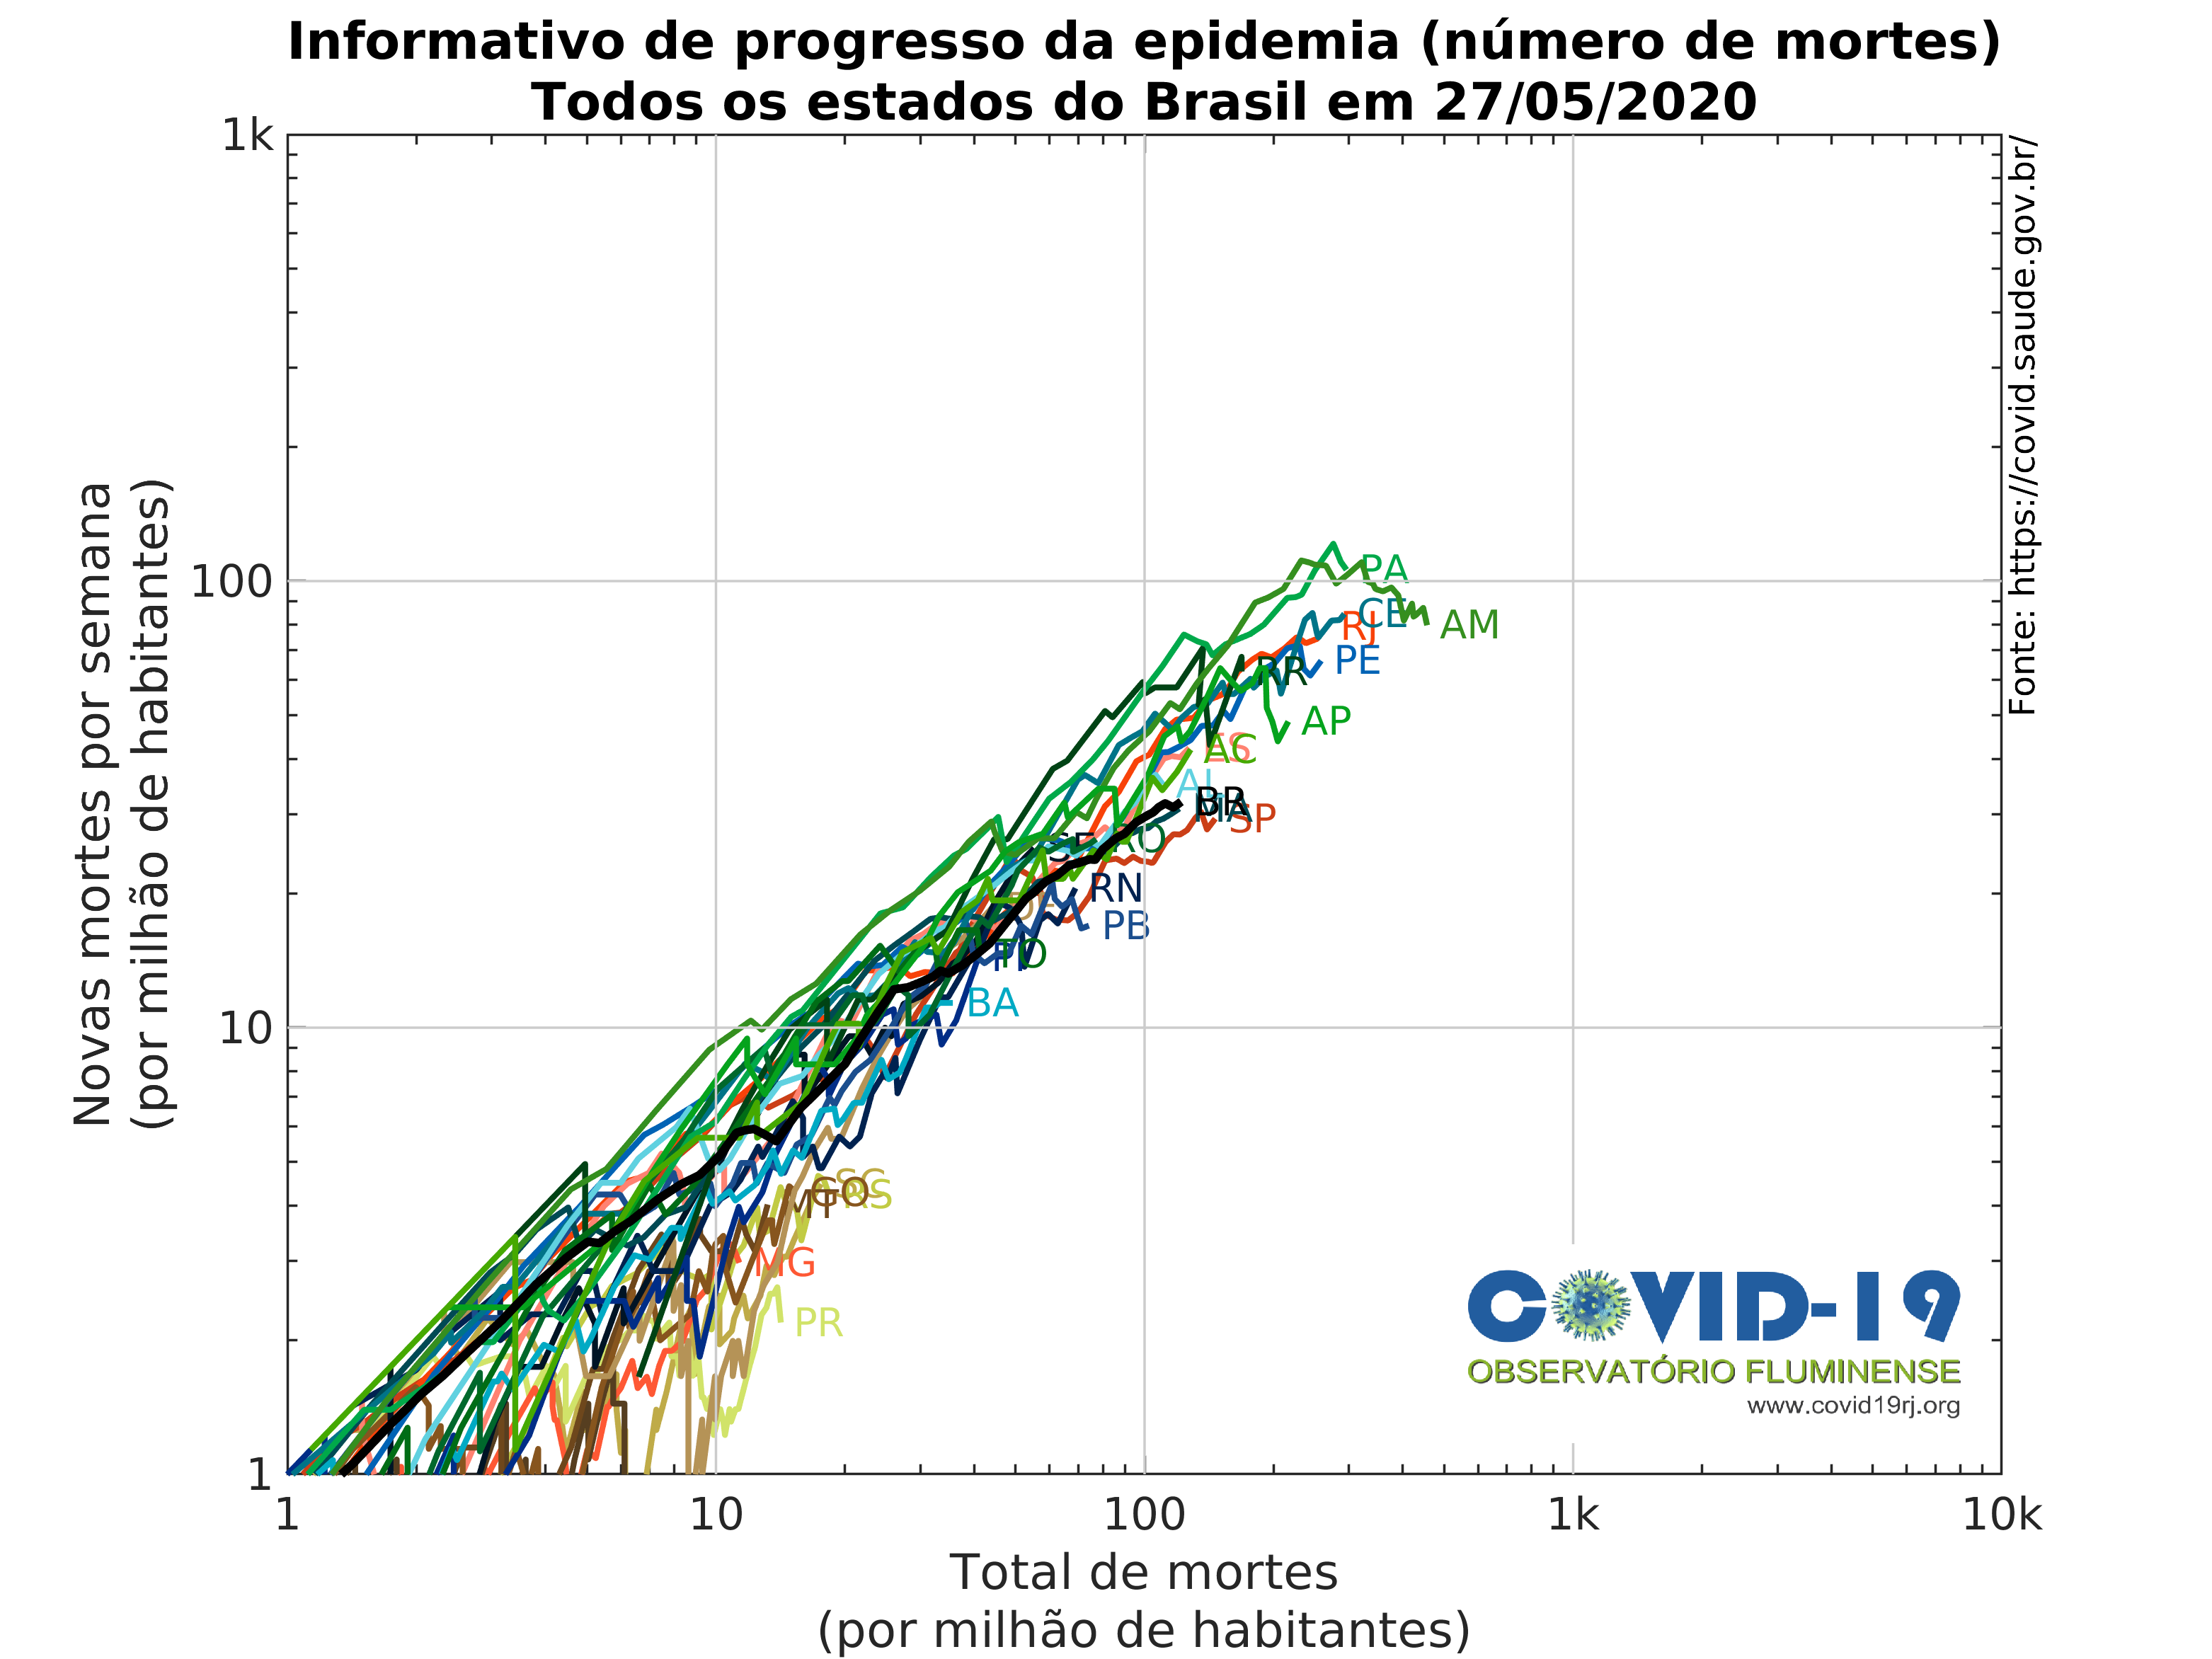 Informativo de progresso da epidemia (número de mortes)
Todos os estados do Brasil em 27/05/2020
Fonte: https://covid.saude.gov.br/
Novas mortes por semana
(por milhão de habitantes)
1k
100
10
1
PA
CE
AM
RJ
PE
RR
AP
ES
AC
AL
BR
MA
SP
SE
RO
RN
DF
PB
PI
TO
BA
SC
GO
RS
MT
MG
PR
COVID-19
OBSERVATÓRIO FLUMINENSE
www.covid19rj.org
1
10
100
1k
10k
Total de mortes
(por milhão de habitantes)